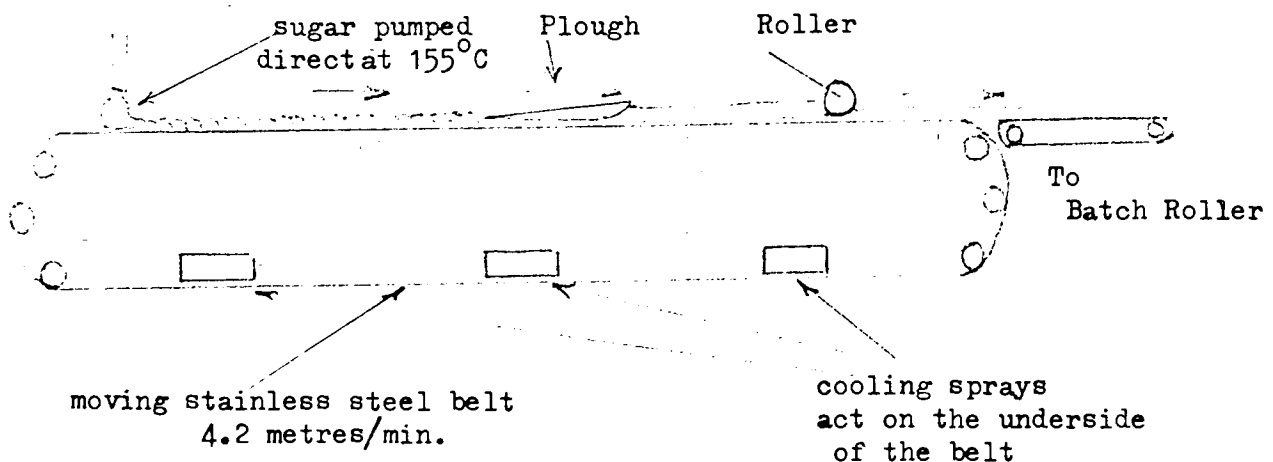 sugar pumped
direct at 155°C
Plough
Roller
To
Batch Roller
moving stainless steel belt
4.2 metres/min.
cooling sprays
act on the underside
of the belt